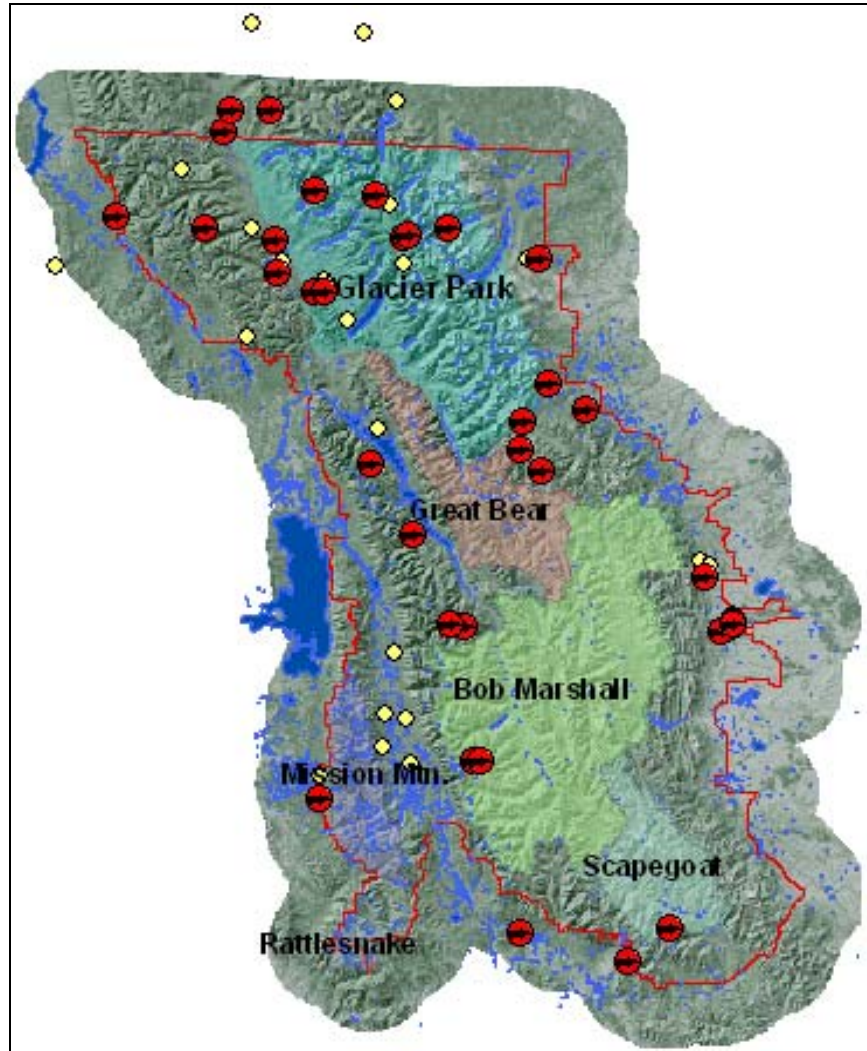 Glacier Park
Great Bear
Bob Marshall
Mission Mtn.
Scapegoat
Rattlesnake